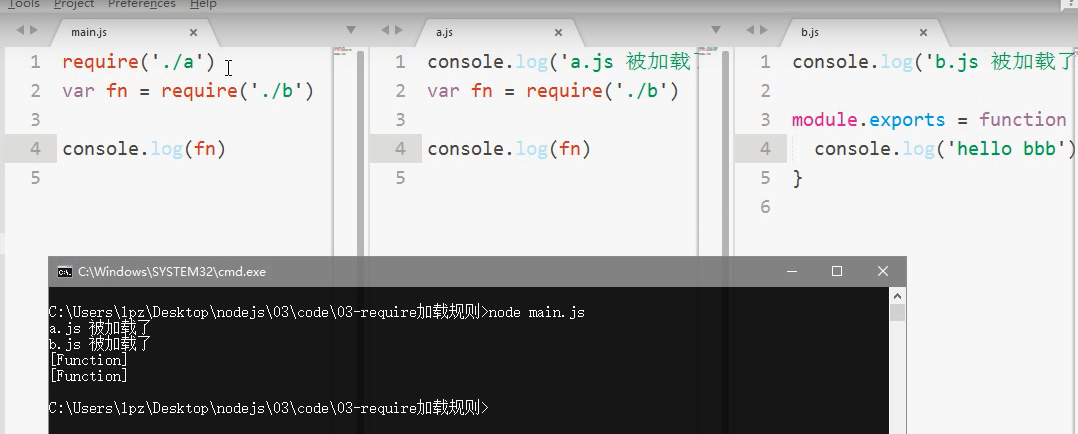 Tools Project Preferences Help
main.js
1 require('./a')
2 var fn = require('./b')
3
4 console.log(fn)
5
a.js
1 console.log('a.js 被加载了
2 var fn = require('./b')
3
4 console.log(fn)
5
b.js
1 console.log('b.js 被加载了
2
3 module.exports = function
4 console.log('hello bbb')
5 }
6
C:\Windows\SYSTEM32\cmd.exe
C:\Users\lpz\Desktop\nodejs\03\code\03-require加载规则>node main.js
a.js 被加载了
b.js 被加载了
[Function]
[Function]
C:\Users\lpz\Desktop\nodejs\03\code\03-require加载规则>